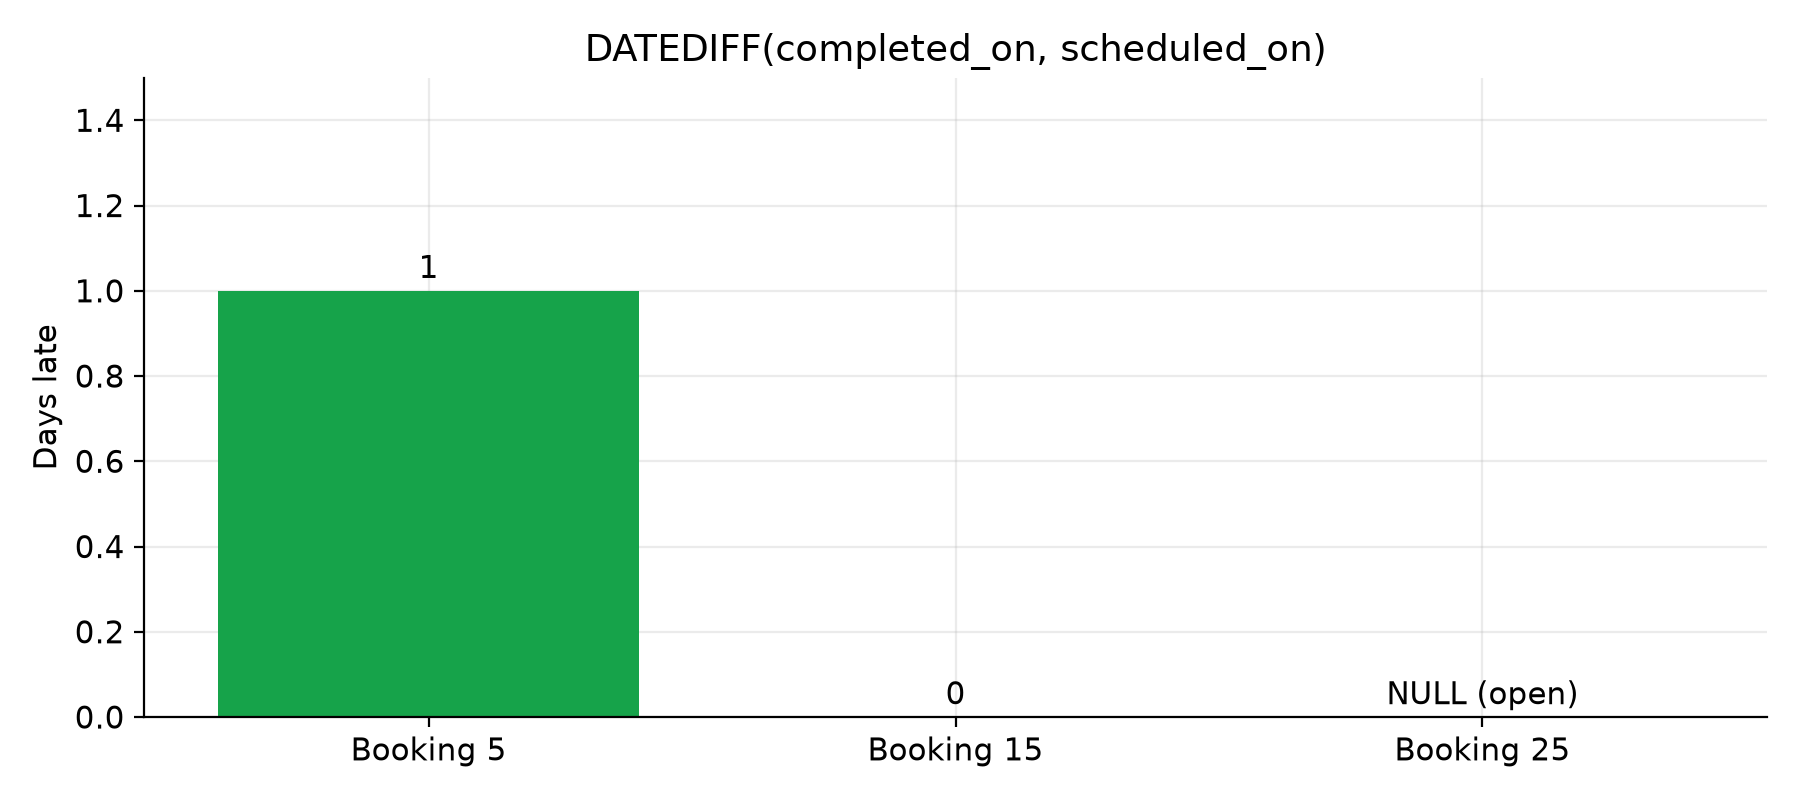 DATEDIFF(completed_on, scheduled_on)
Days late
1.4
1.2
1.0
0.8
0.6
0.4
0.2
0.0
1
0
NULL (open)
Booking 5
Booking 15
Booking 25